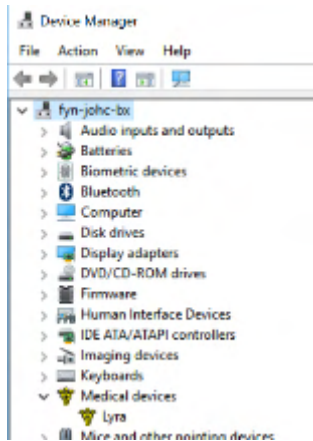 Device Manager
File Action View Help
fyn-johc-bx
Audio inputs and outputs
Batteries
Biometric devices
Bluetooth
Computer
Disk drives
Display adapters
DVD/CD-ROM drives
Firmware
Human Interface Devices
IDE ATA/ATAPI controllers
Imaging devices
Keyboards
Medical devices
Lyra
Mice and other pointing devices